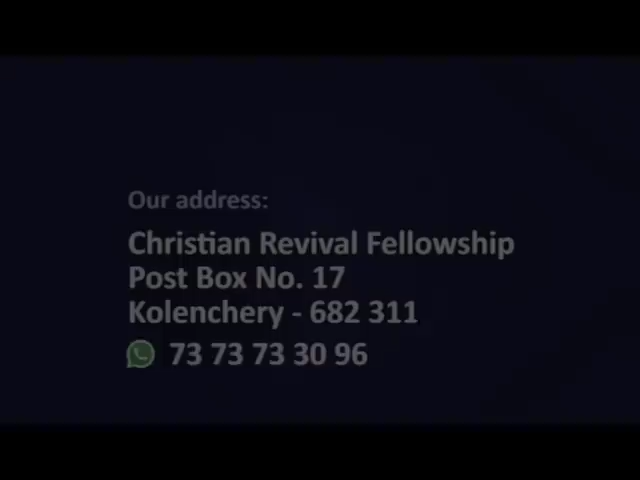 Our address:
Christian Revival Fellowship
Post Box No. 17
Kolenchery - 682 311
73 73 73 30 96